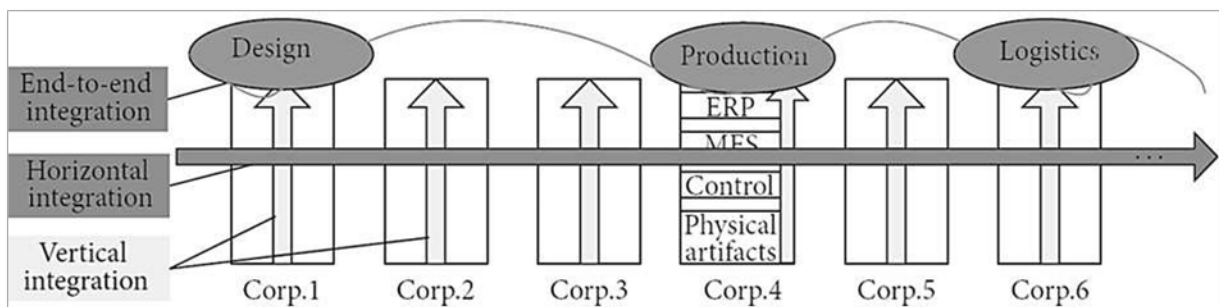 Design
Production
Logistics
End-to-end
integration
ERP
MES
Horizontal
integration
...
Control
Vertical
integration
Physical
artifacts
Corp.1
Corp.2
Corp.3
Corp.4
Corp.5
Corp.6